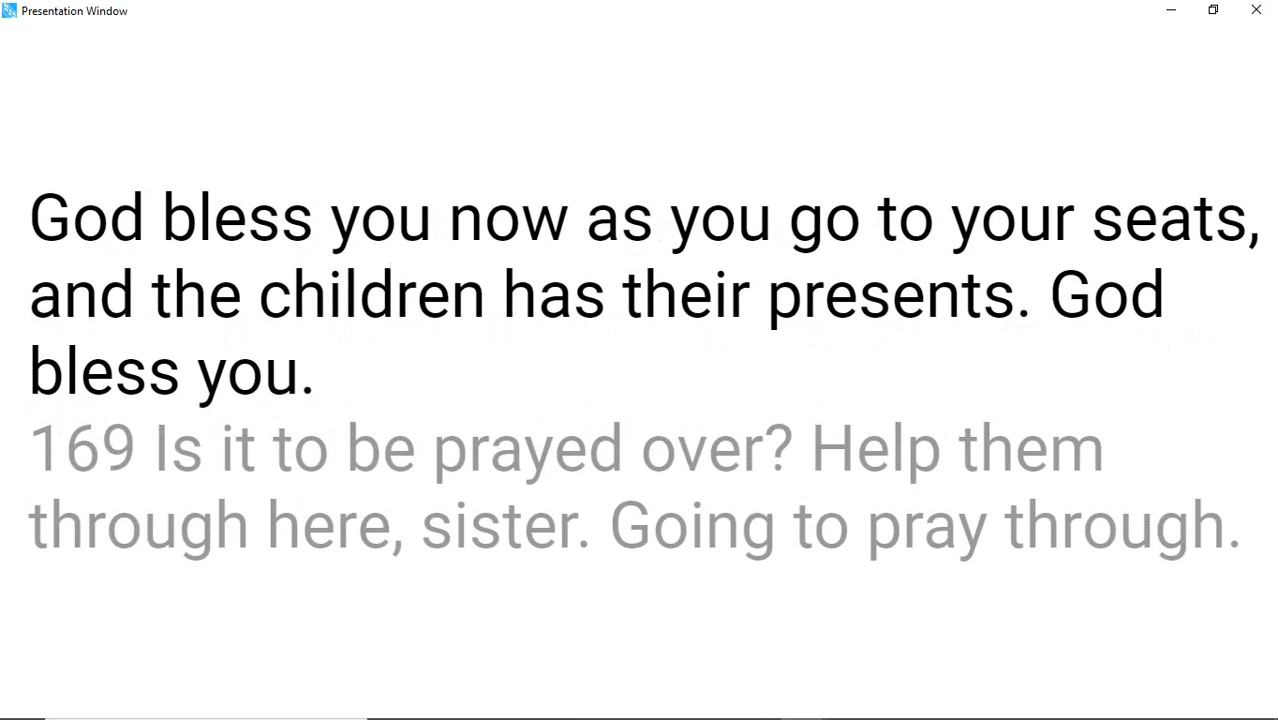 Presentation Window
God bless you now as you go to your seats,
and the children has their presents. God
bless you.
169 Is it to be prayed over? Help them
through here, sister. Going to pray through.